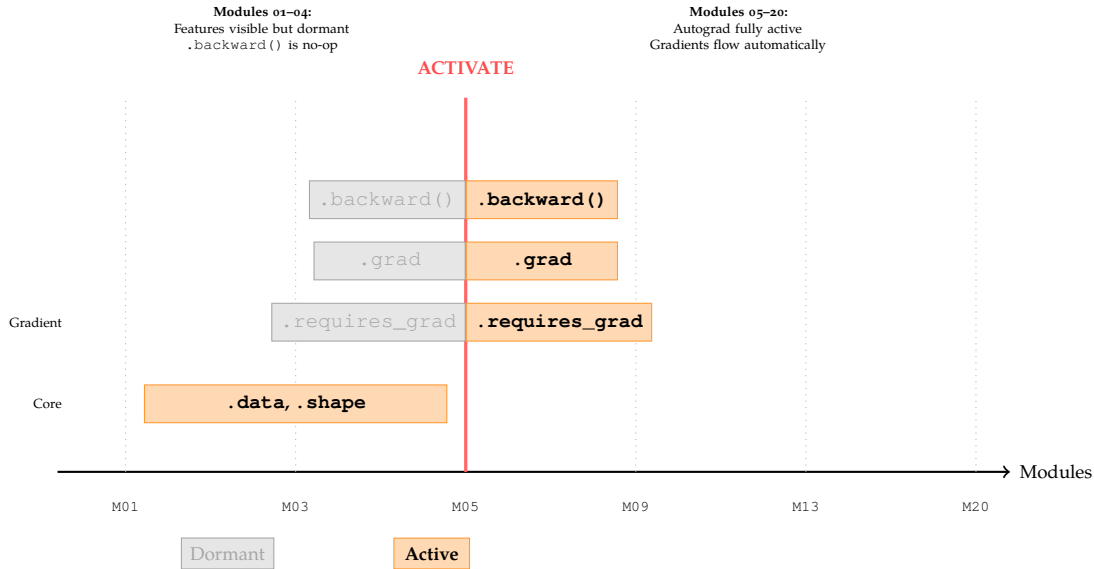 Modules 01–04:
Features visible but dormant
.backward() is no-op
Modules 05–20:
Autograd fully active
Gradients flow automatically
ACTIVATE
.backward() .backward()
.grad .grad
Gradient .requires_grad .requires_grad
Core .data, .shape
Modules
M01 M03 M05 M09 M13 M20
Dormant Active